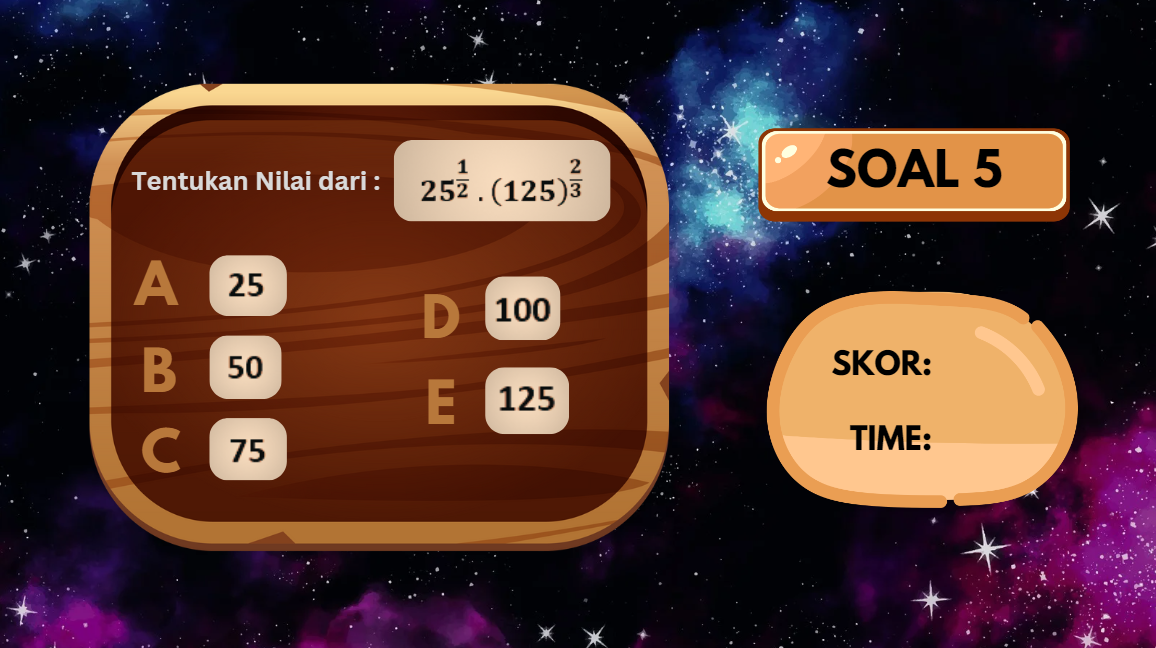 Tentukan Nilai dari : 25^{1/2} . (125)^{2/3}
A 25
B 50
C 75
D 100
E 125
SOAL 5
SKOR:
TIME: